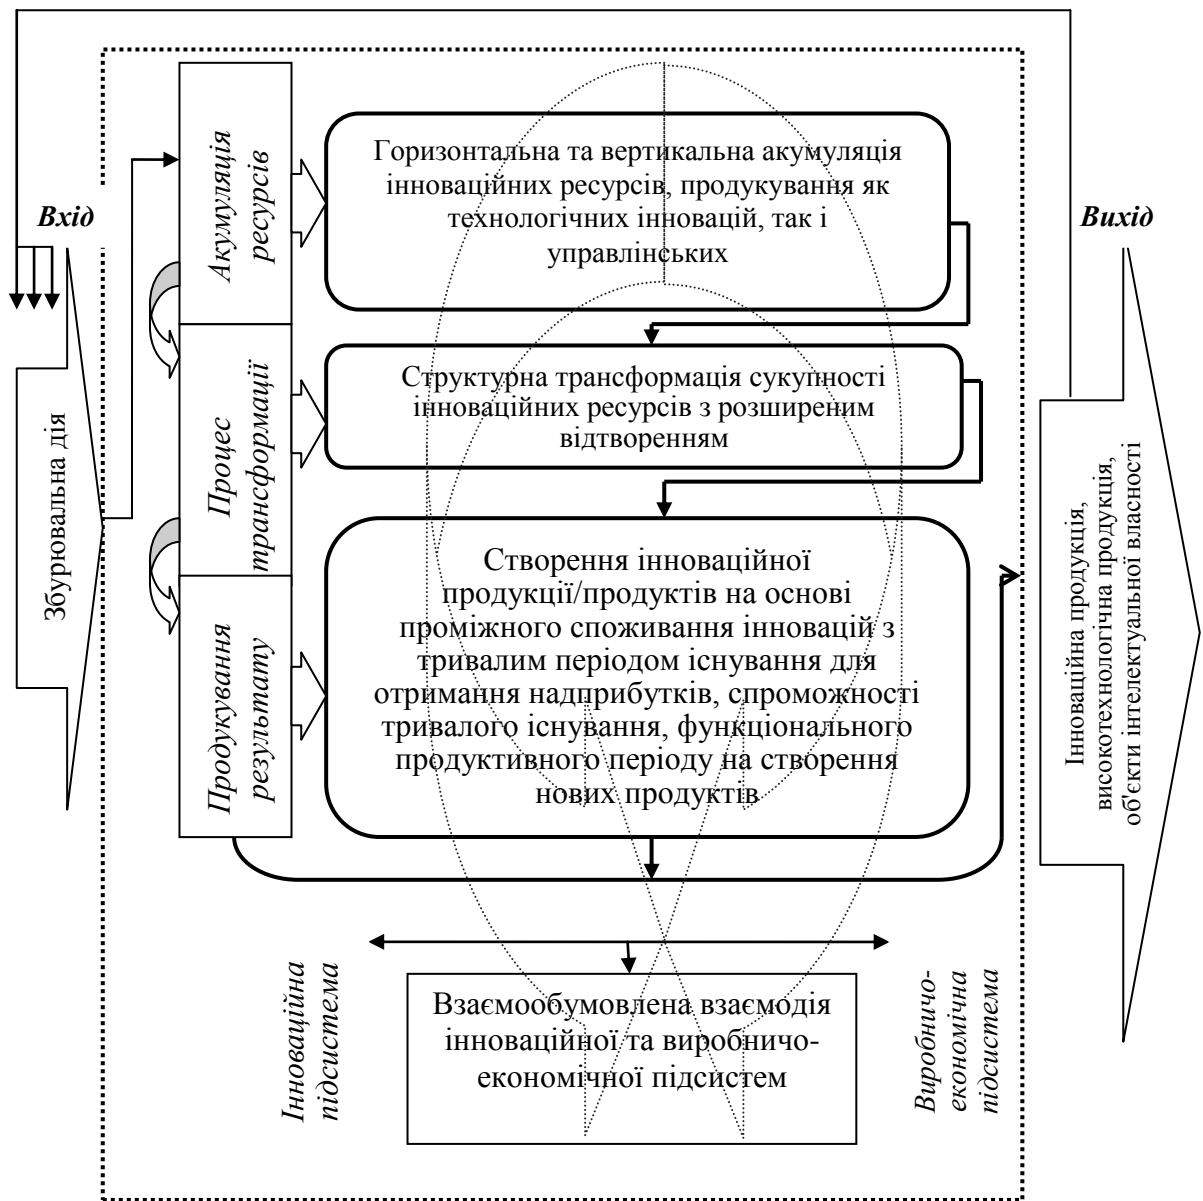 Вхід
Збурювальна дія
Акумуляція
ресурсів
Горизонтальна та вертикальна акумуляція
інноваційних ресурсів, продукування як
технологічних інновацій, так і
управлінських
Процес
трансформації
Структурна трансформація сукупності
інноваційних ресурсів з розширеним
відтворенням
Продукування
результату
Створення інноваційної
продукції/продуктів на основі
проміжного споживання інновацій з
тривалим періодом існування для
отримання надприбутків, спроможності
тривалого існування, функціонального
продуктивного періоду на створення
нових продуктів
Вихід
Інноваційна продукція,
високотехнологічна продукція,
об'єкти інтелектуальної власності
Інноваційна
підсистема
Взаємообумовлена взаємодія
інноваційної та виробничо-
економічної підсистем
Виробничо-
економічна
підсистема